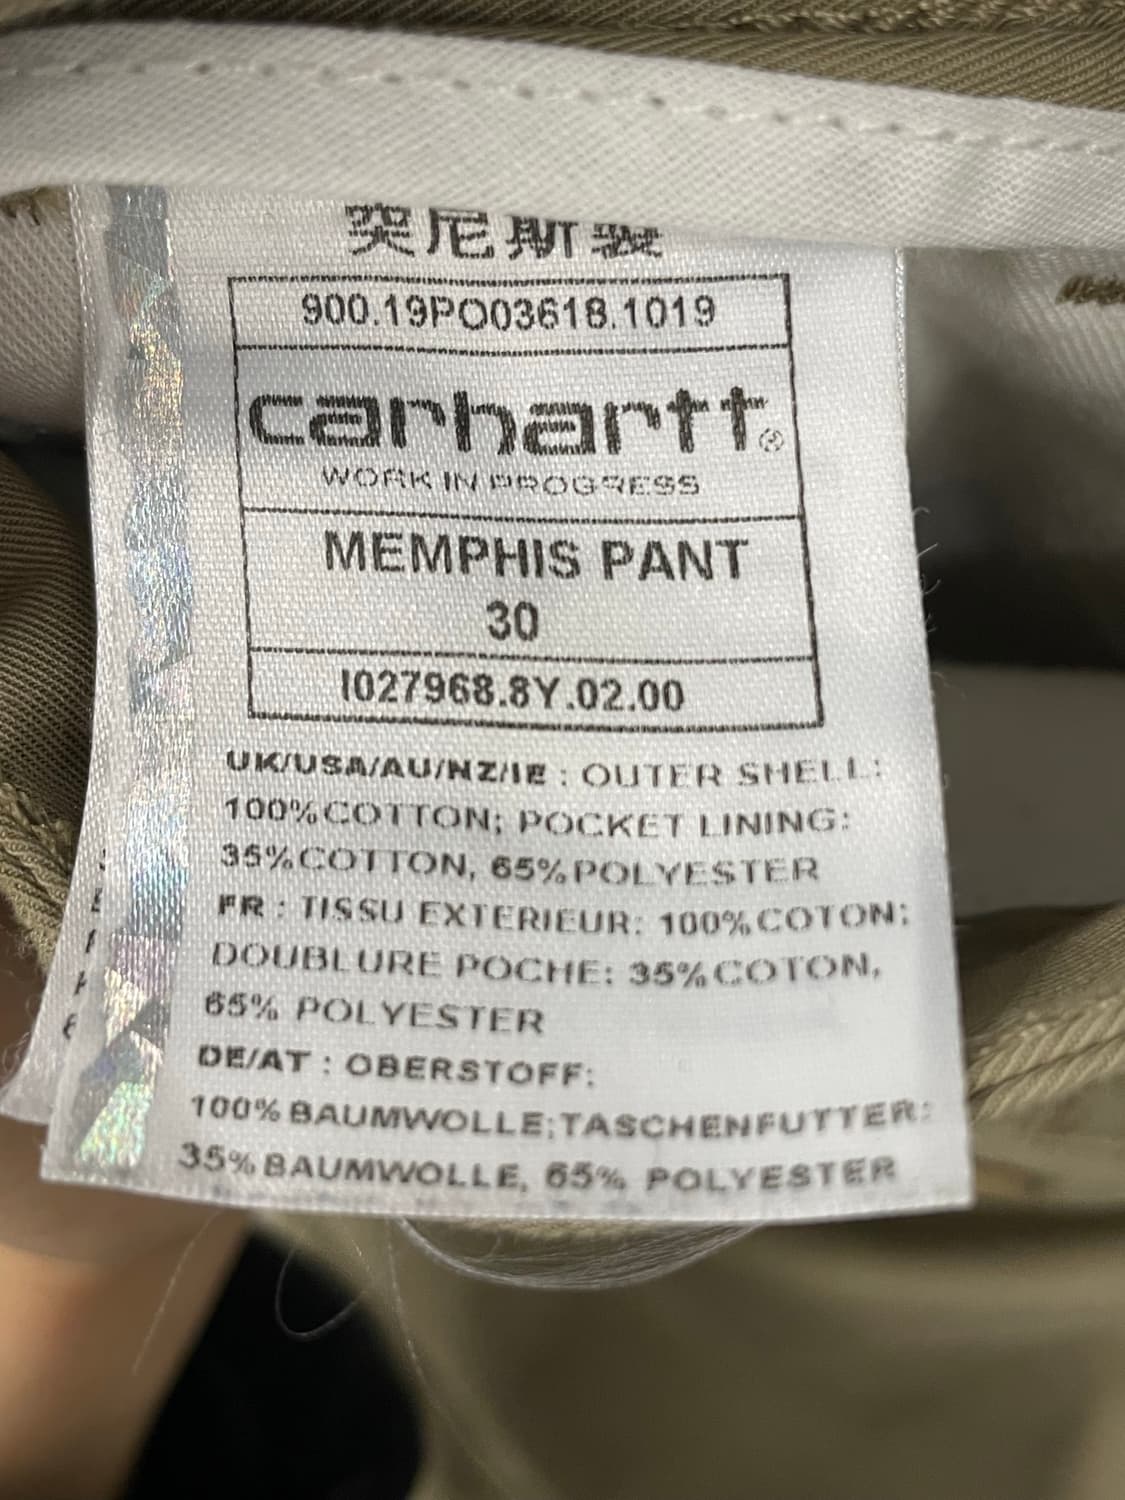 突尼斯製
900.19PO03618.1019
carhartt®
WORK IN PROGRESS
MEMPHIS PANT
30
I027968.8Y.02.00
UK/USA/AU/NZ/IE : OUTER SHELL:
100%COTTON; POCKET LINING:
35%COTTON, 65%POLYESTER
FR : TISSU EXTERIEUR: 100%COTON;
DOUBLURE POCHE: 35%COTON,
65% POLYESTER
DE/AT : OBERSTOFF:
100%BAUMWOLLE;TASCHENFUTTER:
35%BAUMWOLLE, 65% POLYESTER